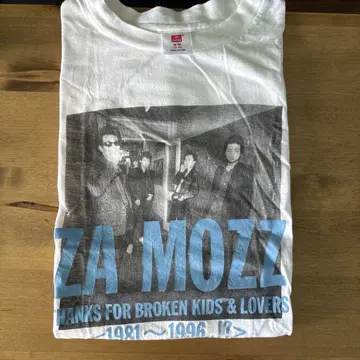 ZA MOZZ
HANKS FOR BROKEN KIDS & LOVERS
<1981～1996 !?>